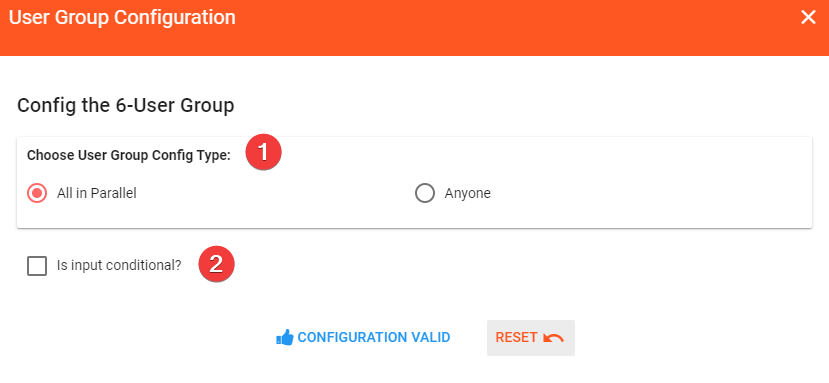 User Group Configuration
Config the 6-User Group
Choose User Group Config Type: 1
All in Parallel Anyone
Is input conditional? 2
CONFIGURATION VALID RESET